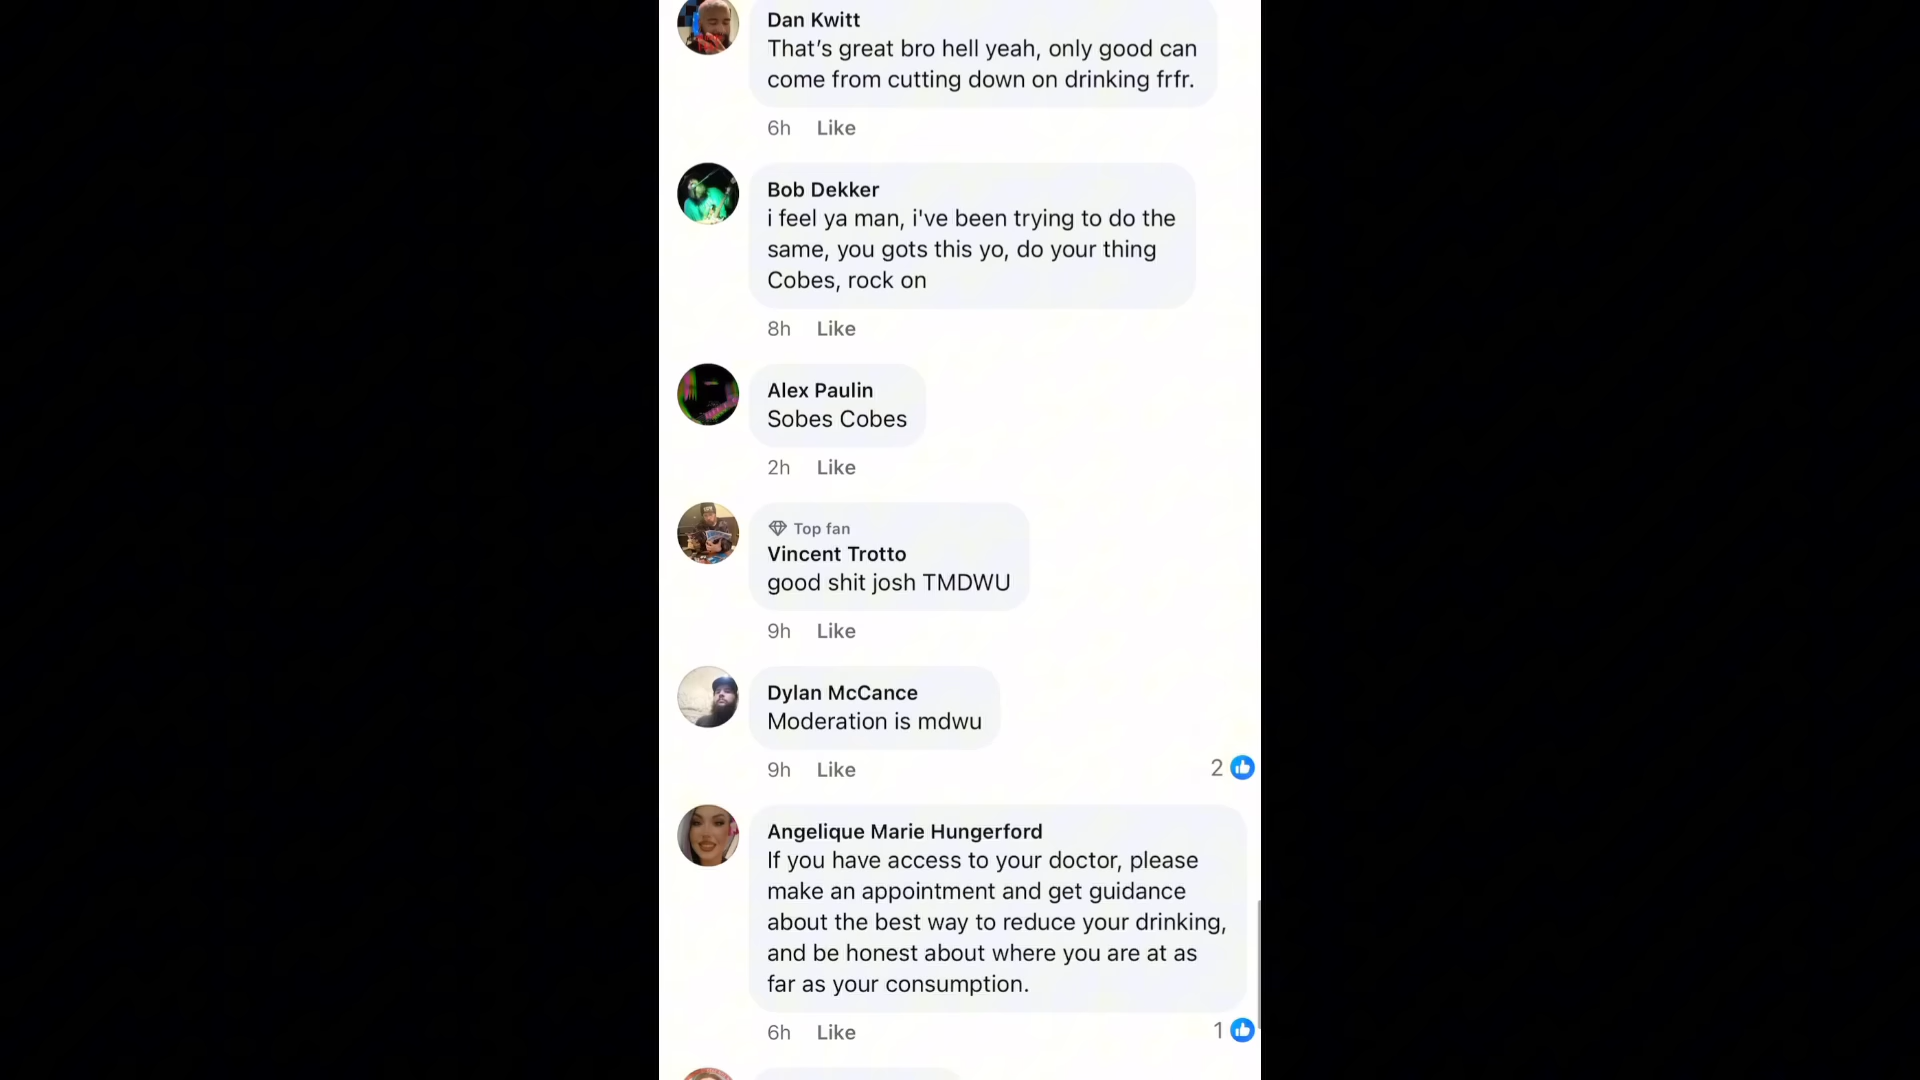 Dan Kwitt
That’s great bro hell yeah, only good can
come from cutting down on drinking frfr.
6h Like
Bob Dekker
i feel ya man, i've been trying to do the
same, you gots this yo, do your thing
Cobes, rock on
8h Like
Alex Paulin
Sobes Cobes
2h Like
Top fan
Vincent Trotto
good shit josh TMDWU
9h Like
Dylan McCance
Moderation is mdwu
9h Like 2
Angelique Marie Hungerford
If you have access to your doctor, please
make an appointment and get guidance
about the best way to reduce your drinking,
and be honest about where you are at as
far as your consumption.
6h Like 1